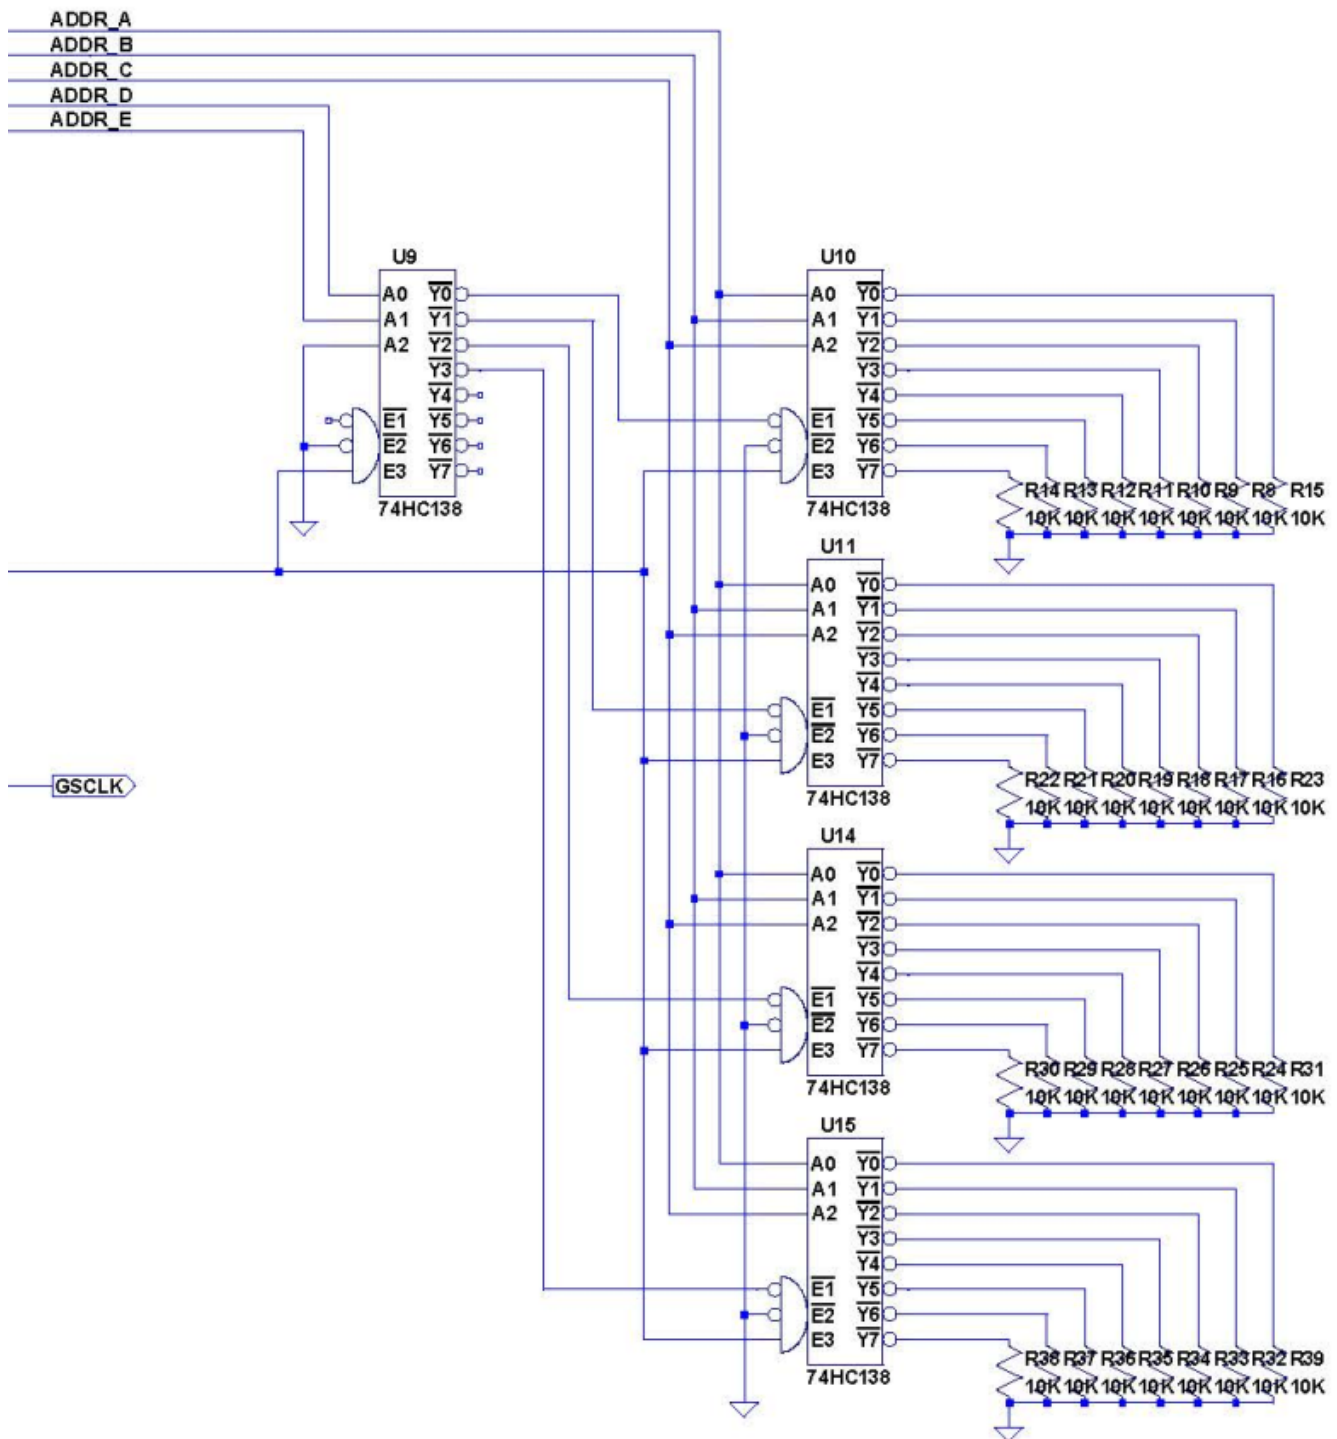 ADDR_A
ADDR_B
ADDR_C
ADDR_D
ADDR_E
U9
A0 Y0
A1 Y1
A2 Y2
Y3
Y4
E1 Y5
E2 Y6
E3 Y7
74HC138
U10
A0 Y0
A1 Y1
A2 Y2
Y3
Y4
E1 Y5
E2 Y6
E3 Y7
74HC138
R14 R13 R12 R11 R10 R9 R8 R15
10K 10K 10K 10K 10K 10K 10K 10K
U11
A0 Y0
A1 Y1
A2 Y2
Y3
Y4
E1 Y5
E2 Y6
E3 Y7
74HC138
R22 R21 R20 R19 R18 R17 R16 R23
10K 10K 10K 10K 10K 10K 10K 10K
GSCLK
U14
A0 Y0
A1 Y1
A2 Y2
Y3
Y4
E1 Y5
E2 Y6
E3 Y7
74HC138
R30 R29 R28 R27 R26 R25 R24 R31
10K 10K 10K 10K 10K 10K 10K 10K
U15
A0 Y0
A1 Y1
A2 Y2
Y3
Y4
E1 Y5
E2 Y6
E3 Y7
74HC138
R38 R37 R36 R35 R34 R33 R32 R39
10K 10K 10K 10K 10K 10K 10K 10K